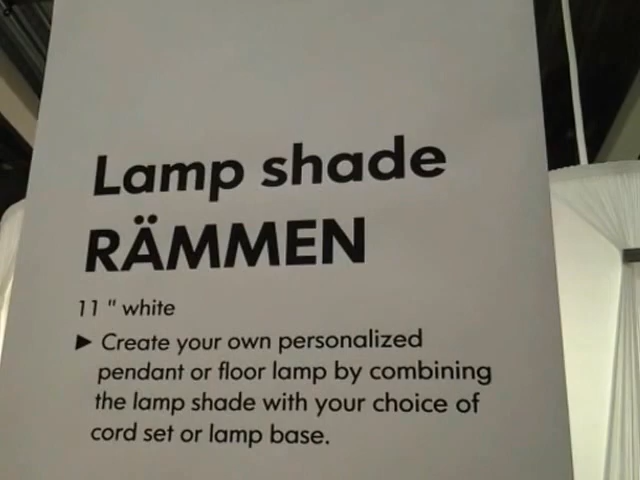 Lamp shade
RÄMMEN
11 " white
► Create your own personalized
pendant or floor lamp by combining
the lamp shade with your choice of
cord set or lamp base.